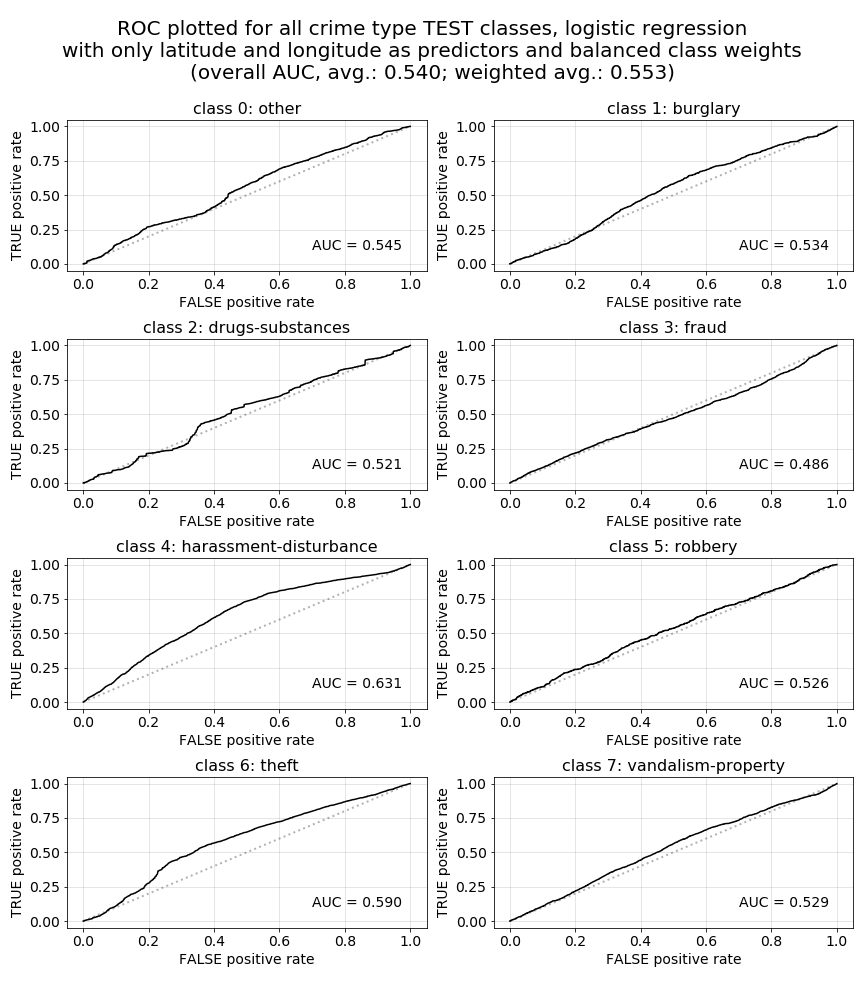 ROC plotted for all crime type TEST classes, logistic regression
with only latitude and longitude as predictors and balanced class weights
(overall AUC, avg.: 0.540; weighted avg.: 0.553)
class 0: other
TRUE positive rate
1.00
0.75
0.50
0.25
0.00
AUC = 0.545
0.0 0.2 0.4 0.6 0.8 1.0
FALSE positive rate
class 1: burglary
TRUE positive rate
1.00
0.75
0.50
0.25
0.00
AUC = 0.534
0.0 0.2 0.4 0.6 0.8 1.0
FALSE positive rate
class 2: drugs-substances
TRUE positive rate
1.00
0.75
0.50
0.25
0.00
AUC = 0.521
0.0 0.2 0.4 0.6 0.8 1.0
FALSE positive rate
class 3: fraud
TRUE positive rate
1.00
0.75
0.50
0.25
0.00
AUC = 0.486
0.0 0.2 0.4 0.6 0.8 1.0
FALSE positive rate
class 4: harassment-disturbance
TRUE positive rate
1.00
0.75
0.50
0.25
0.00
AUC = 0.631
0.0 0.2 0.4 0.6 0.8 1.0
FALSE positive rate
class 5: robbery
TRUE positive rate
1.00
0.75
0.50
0.25
0.00
AUC = 0.526
0.0 0.2 0.4 0.6 0.8 1.0
FALSE positive rate
class 6: theft
TRUE positive rate
1.00
0.75
0.50
0.25
0.00
AUC = 0.590
0.0 0.2 0.4 0.6 0.8 1.0
FALSE positive rate
class 7: vandalism-property
TRUE positive rate
1.00
0.75
0.50
0.25
0.00
AUC = 0.529
0.0 0.2 0.4 0.6 0.8 1.0
FALSE positive rate